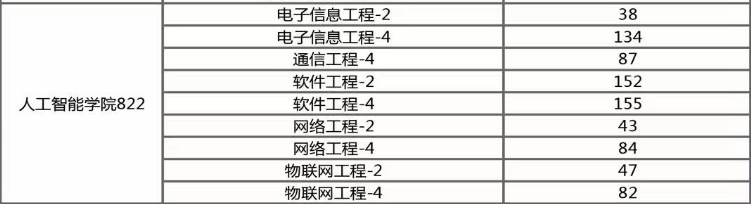 电子信息工程-2 38
电子信息工程-4 134
通信工程-4 87
软件工程-2 152
人工智能学院822 软件工程-4 155
网络工程-2 43
网络工程-4 84
物联网工程-2 47
物联网工程-4 82